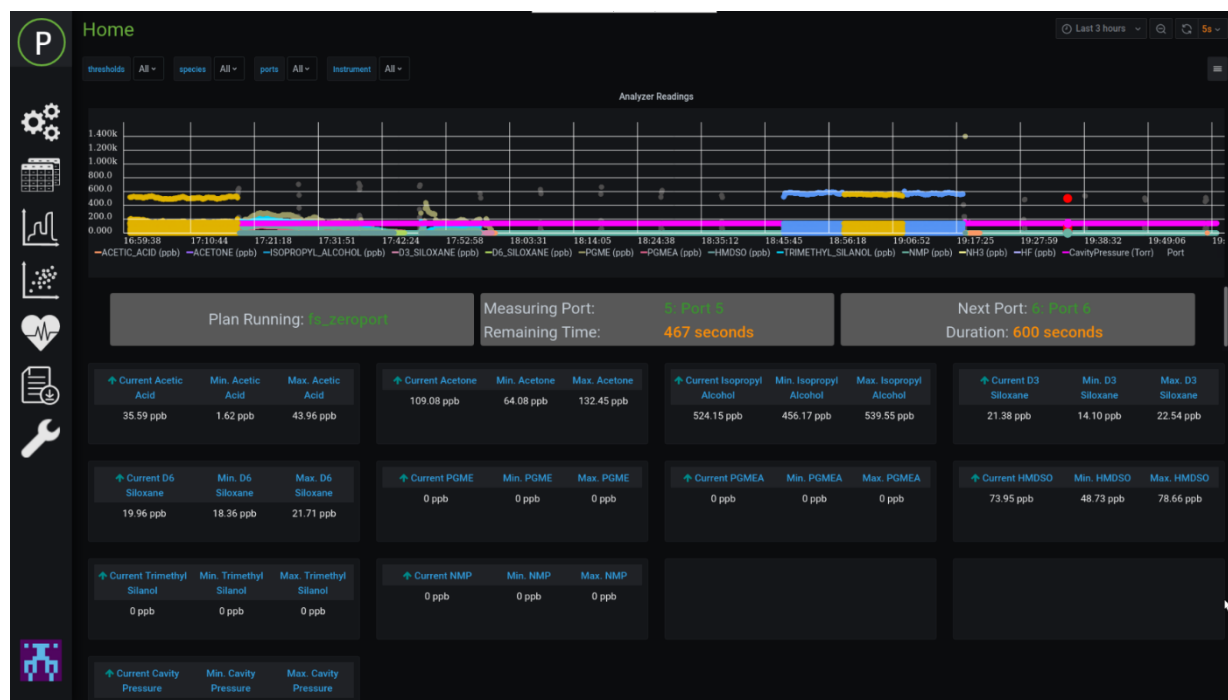 P
Home
Last 3 hours
5s
thresholds All species All ports All Instrument All
Analyzer Readings
1.400k
1.200k
1.000k
800.0
600.0
400.0
200.0
0.000
16:59:38 17:10:44 17:21:18 17:31:51 17:42:24 17:52:58 18:03:31 18:14:05 18:24:38 18:35:12 18:45:45 18:56:18 19:06:52 19:17:25 19:27:59 19:38:32 19:49:06 19:
ACETIC_ACID (ppb) ACETONE (ppb) ISOPROPYL_ALCOHOL (ppb) D3_SILOXANE (ppb) D6_SILOXANE (ppb) PGME (ppb) PGMEA (ppb) HMDSO (ppb) TRIMETHYL_SILANOL (ppb) NMP (ppb) NH3 (ppb) HF (ppb) CavityPressure (Torr) Port
Plan Running: fs_zeroport
Measuring Port: 5: Port 5
Remaining Time: 467 seconds
Next Port: 6: Port 6
Duration: 600 seconds
Current Acetic Acid Min. Acetic Acid Max. Acetic Acid
35.59 ppb 1.62 ppb 43.96 ppb
Current Acetone Min. Acetone Max. Acetone
109.08 ppb 64.08 ppb 132.45 ppb
Current Isopropyl Alcohol Min. Isopropyl Alcohol Max. Isopropyl Alcohol
524.15 ppb 456.17 ppb 539.55 ppb
Current D3 Siloxane Min. D3 Siloxane Max. D3 Siloxane
21.38 ppb 14.10 ppb 22.54 ppb
Current D6 Siloxane Min. D6 Siloxane Max. D6 Siloxane
19.96 ppb 18.36 ppb 21.71 ppb
Current PGME Min. PGME Max. PGME
0 ppb 0 ppb 0 ppb
Current PGMEA Min. PGMEA Max. PGMEA
0 ppb 0 ppb 0 ppb
Current HMDSO Min. HMDSO Max. HMDSO
73.95 ppb 48.73 ppb 78.66 ppb
Current Trimethyl Silanol Min. Trimethyl Silanol Max. Trimethyl Silanol
0 ppb 0 ppb 0 ppb
Current NMP Min. NMP Max. NMP
0 ppb 0 ppb 0 ppb
Current Cavity Pressure Min. Cavity Pressure Max. Cavity Pressure